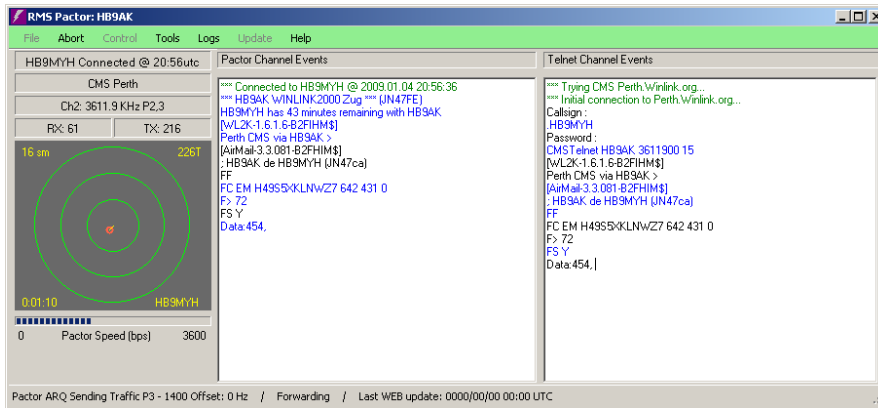 RMS Pactor: HB9AK
File Abort Control Tools Logs Update Help
HB9MYH Connected @ 20:56utc
CMS Perth
Ch2: 3611.9 KHz P2,3
RX: 61 TX: 216
16 sm 226T
0:01:10 HB9MYH
0 Pactor Speed (bps) 3600
Pactor Channel Events
*** Connected to HB9MYH @ 2009.01.04 20:56:36
*** HB9AK WINLINK2000 Zug *** (JN47FE)
HB9MYH has 43 minutes remaining with HB9AK
[WL2K-1.6.1.6-B2FIHM$]
Perth CMS via HB9AK >
[AirMail-3.3.081-B2FHIM$]
; HB9AK de HB9MYH (JN47ca)
FF
FC EM H49S5XKLNWZ7 642 431 0
F> 72
FS Y
Data:454,
Telnet Channel Events
*** Trying CMS Perth.Winlink.org...
*** Initial connection to Perth.Winlink.org...
Callsign :
.HB9MYH
Password :
CMSTelnet HB9AK 3611900 15
[WL2K-1.6.1.6-B2FIHM$]
Perth CMS via HB9AK >
[AirMail-3.3.081-B2FHIM$]
; HB9AK de HB9MYH (JN47ca)
FF
FC EM H49S5XKLNWZ7 642 431 0
F> 72
FS Y
Data:454,
Pactor ARQ Sending Traffic P3 - 1400 Offset: 0 Hz / Forwarding / Last WEB update: 0000/00/00 00:00 UTC